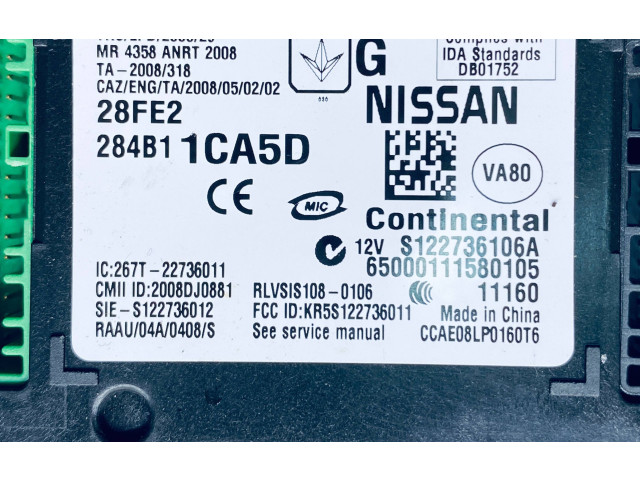 MR 4358 ANRT 2008
TA-2008/318
CAZ/ENG/TA/2008/05/02/02
28FE2
284B1 1CA5D
CE
MIC
G
Complies with
IDA Standards
DB01752
NISSAN
VA80
Continental
12V S122736106A
65000111580105
11160
IC:267T-22736011
CMII ID:2008DJ0881
SIE-S122736012
RAAU/04A/0408/S
RLVSIS108-0106
FCC ID:KR5S122736011
See service manual
Made in China
CCAE08LP0160T6